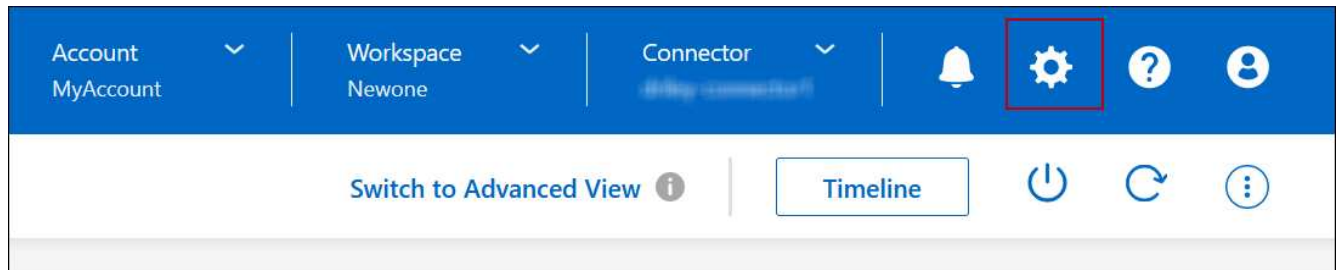 Account
MyAccount
Workspace
Newone
Connector
Switch to Advanced View
Timeline